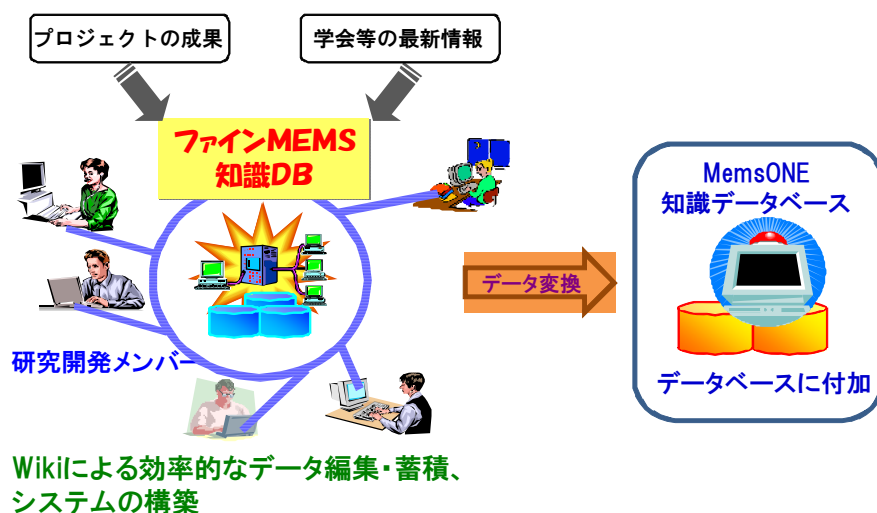 プロジェクトの成果
学会等の最新情報
ファインMEMS
知識DB
MemsONE
知識データベース
データ変換
研究開発メンバー
データベースに付加
Wikiによる効率的なデータ編集・蓄積、
システムの構築